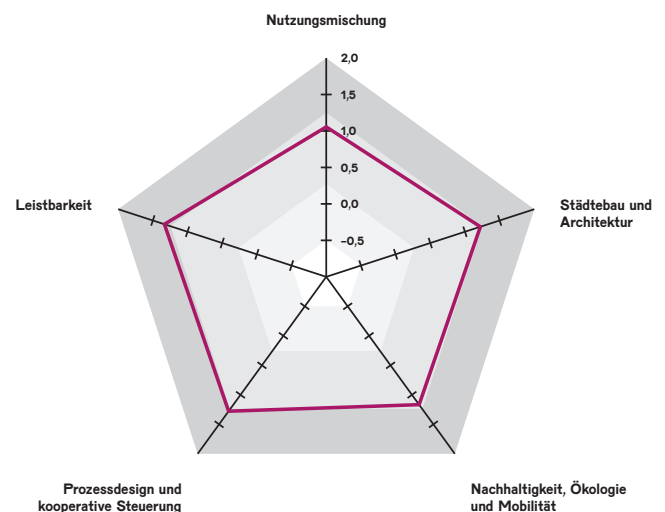 Nutzungsmischung
2,0
1,5
1,0
0,5
0,0
–0,5
Leistbarkeit
Städtebau und
Architektur
Prozessdesign und
kooperative Steuerung
Nachhaltigkeit, Ökologie
und Mobilität